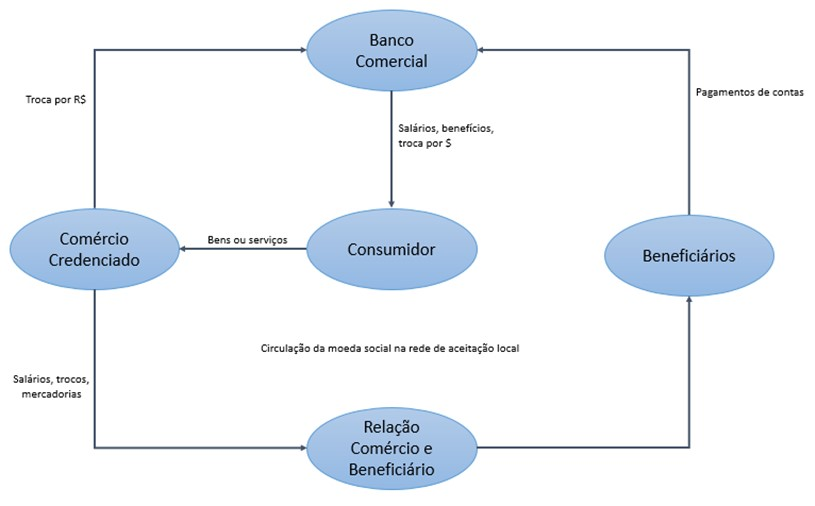 Banco
Comercial
Troca por R$
Pagamentos de contas
Salários, benefícios,
troca por $
Comércio
Credenciado
Bens ou serviços
Consumidor
Beneficiários
Circulação da moeda social na rede de aceitação local
Salários, trocos,
mercadorias
Relação
Comércio e
Beneficiário